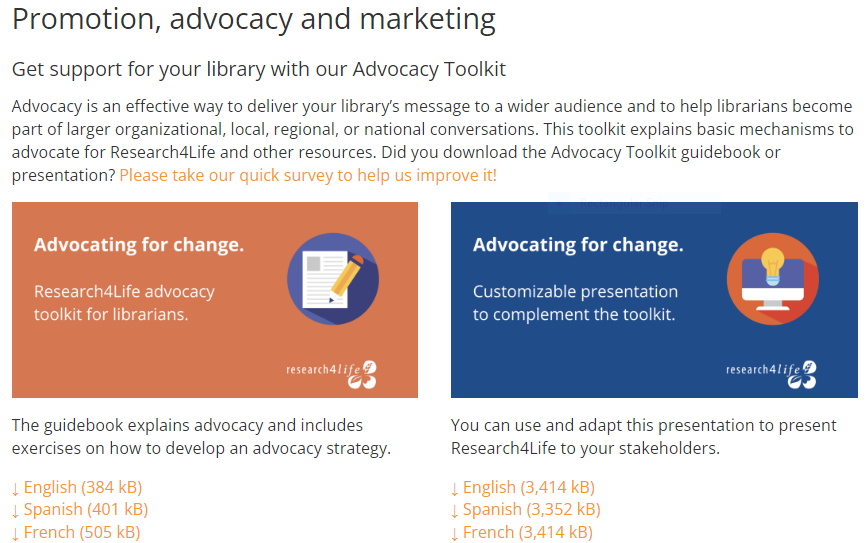 Promotion, advocacy and marketing
Get support for your library with our Advocacy Toolkit
Advocacy is an effective way to deliver your library's message to a wider audience and to help librarians become
part of larger organizational, local, regional, or national conversations. This toolkit explains basic mechanisms to
advocate for Research4Life and other resources. Did you download the Advocacy Toolkit guidebook or
presentation? Please take our quick survey to help us improve it!
Advocating for change.
Research4Life advocacy
toolkit for librarians.
research4life
Advocating for change.
Customizable presentation
to complement the toolkit.
research4life
The guidebook explains advocacy and includes
exercises on how to develop an advocacy strategy.
↓ English (384 kB)
↓ Spanish (401 kB)
↓ French (505 kB)
You can use and adapt this presentation to present
Research4Life to your stakeholders.
↓ English (3,414 kB)
↓ Spanish (3,352 kB)
↓ French (3,414 kB)